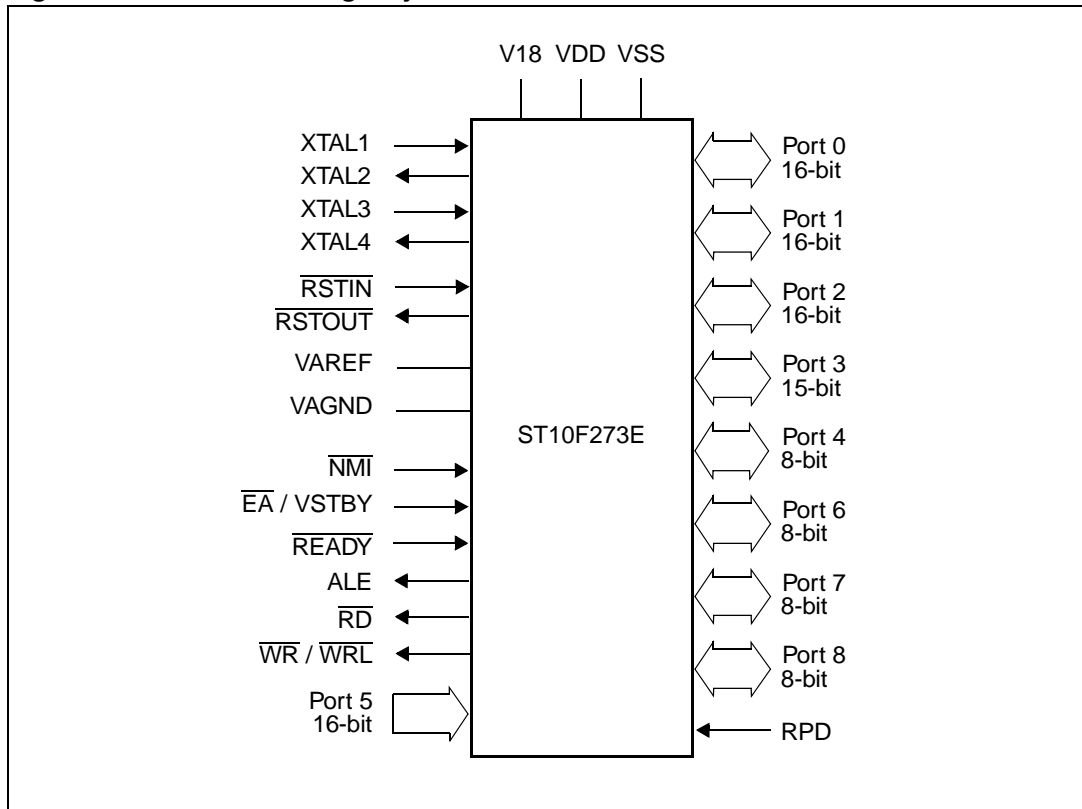 V18 VDD VSS
XTAL1
XTAL2
XTAL3
XTAL4
RSTIN
RSTOUT
VAREF
VAGND
NMI
EA / VSTBY
READY
ALE
RD
WR / WRL
Port 5
16-bit
ST10F273E
Port 0
16-bit
Port 1
16-bit
Port 2
16-bit
Port 3
15-bit
Port 4
8-bit
Port 6
8-bit
Port 7
8-bit
Port 8
8-bit
RPD